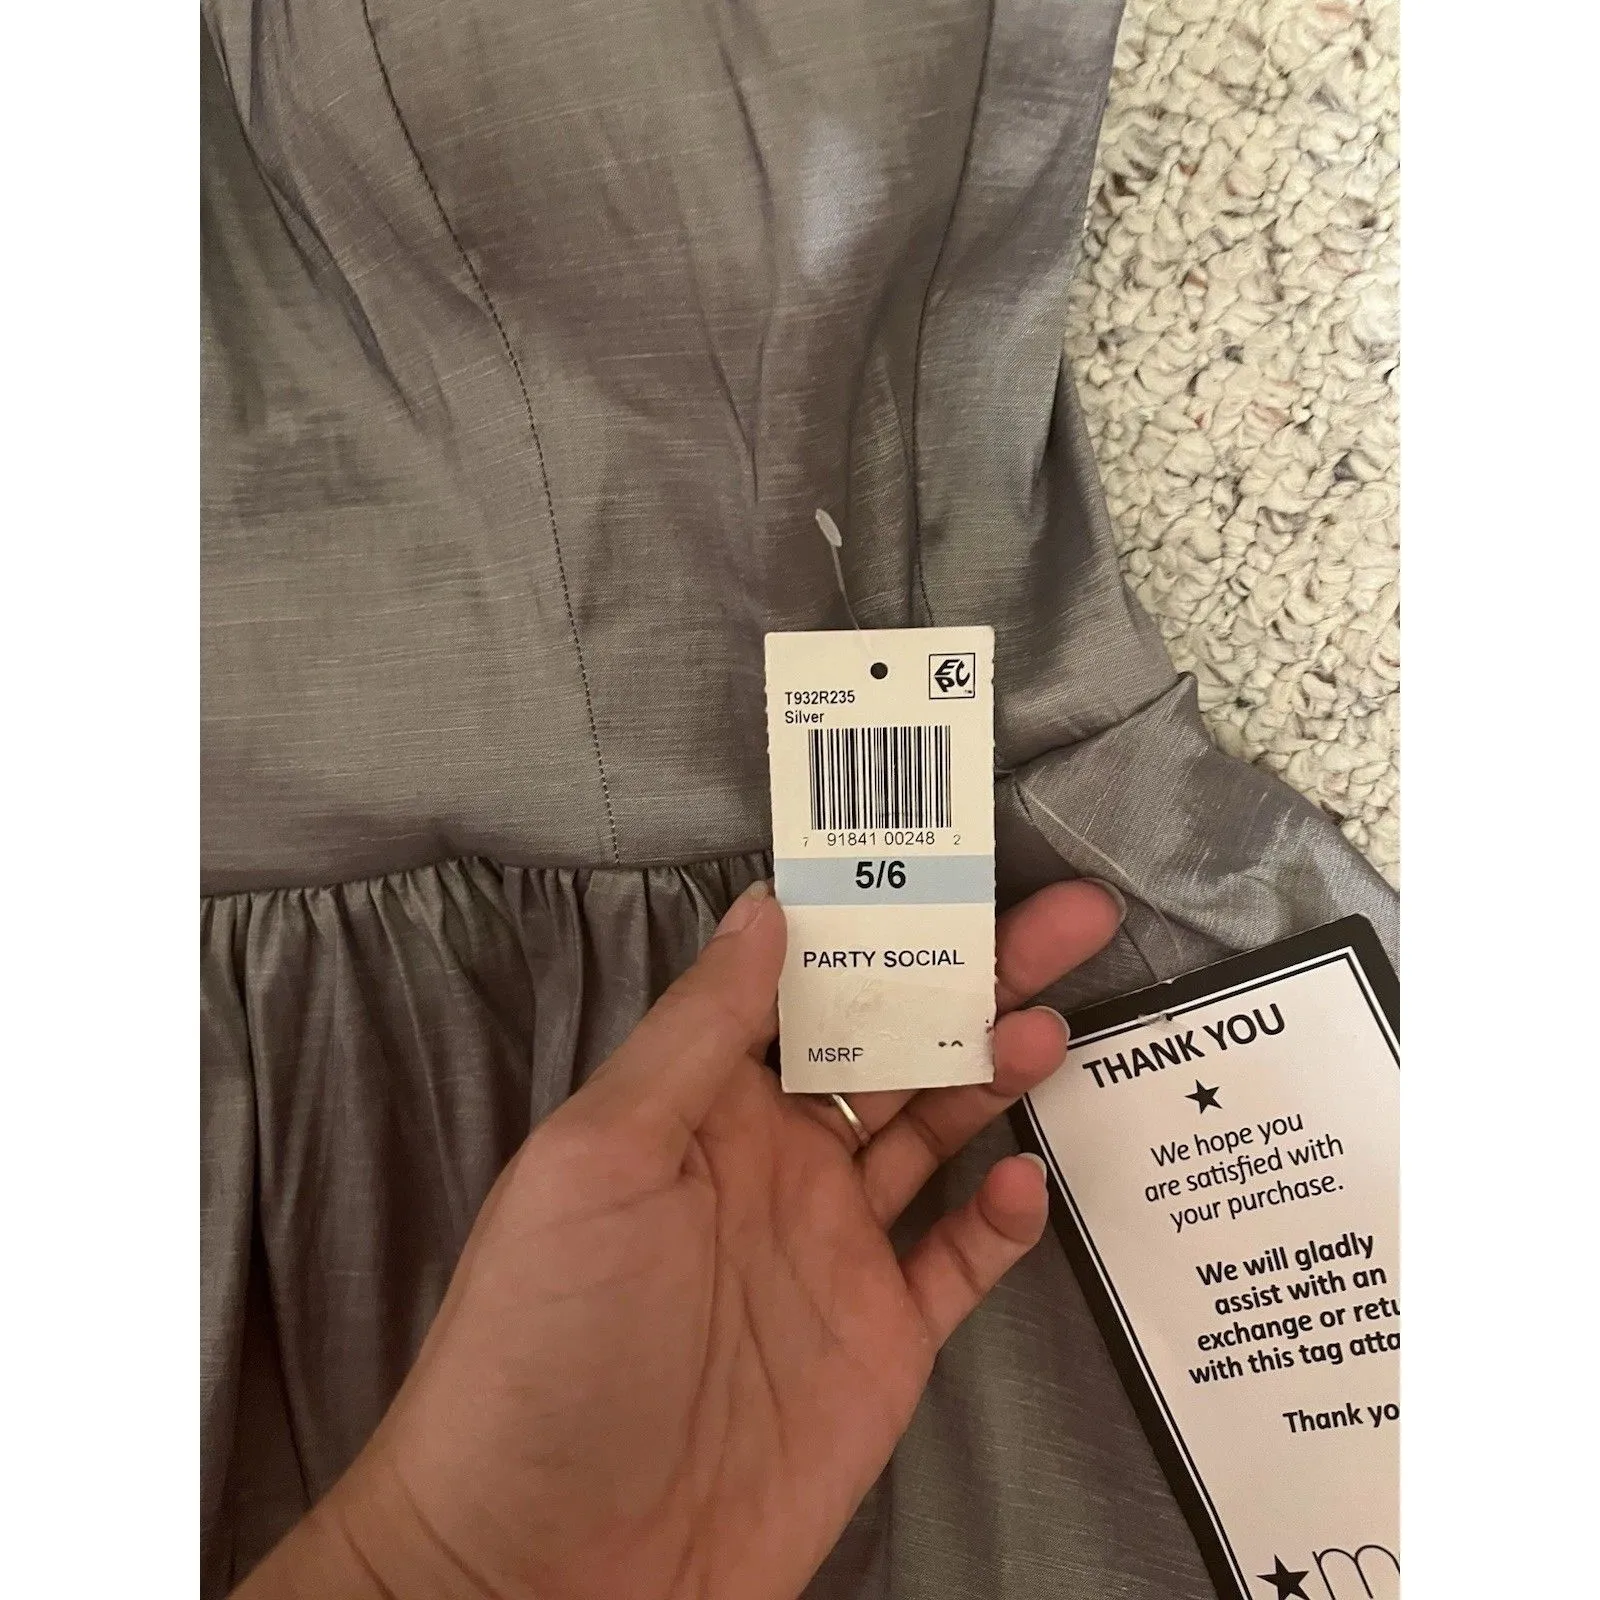 EPC™
T932R235
Silver
7 91841 00248 2
5/6
PARTY SOCIAL
MSRP
THANK YOU
We hope you
are satisfied with
your purchase.
We will gladly
assist with an
exchange or retu
with this tag atta
Thank yo
★m